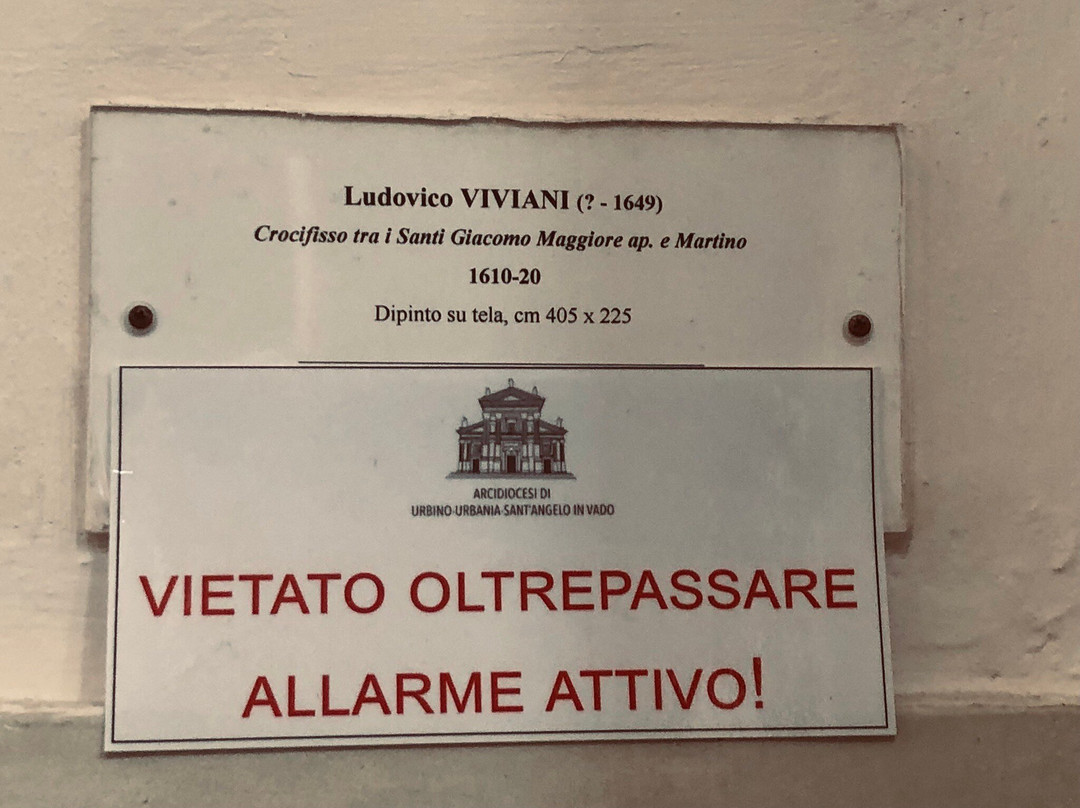 Ludovico VIVIANI (? - 1649)
Crocifisso tra i Santi Giacomo Maggiore ap. e Martino
1610-20
Dipinto su tela, cm 405 x 225
ARCIDIOCESI DI
URBINO-URBANIA-SANT'ANGELO IN VADO
VIETATO OLTREPASSARE
ALLARME ATTIVO!